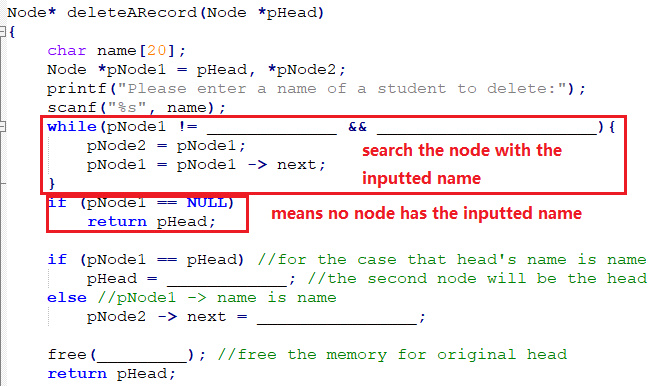 Node* deleteARecord(Node *pHead)
{
char name[20];
Node *pNode1 = pHead, *pNode2;
printf("Please enter a name of a student to delete:");
scanf("%s", name);
while(pNode1 != _____________ && ______________________){
pNode2 = pNode1;
pNode1 = pNode1 -> next;
}
search the node with the
inputted name
if (pNode1 == NULL)
return pHead;
means no node has the inputted name
if (pNode1 == pHead) //for the case that head's name is name
pHead = ____________; //the second node will be the head
else //pNode1 -> name is name
pNode2 -> next = ________________;
free(_________); //free the memory for original head
return pHead;